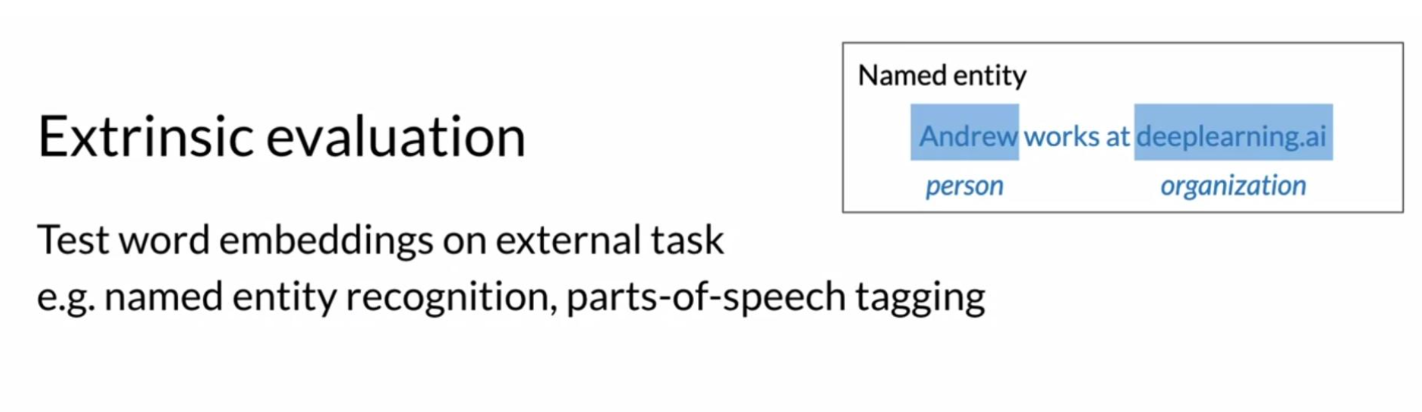 Extrinsic evaluation
Test word embeddings on external task
e.g. named entity recognition, parts-of-speech tagging
Named entity
Andrew works at deeplearning.ai
person organization